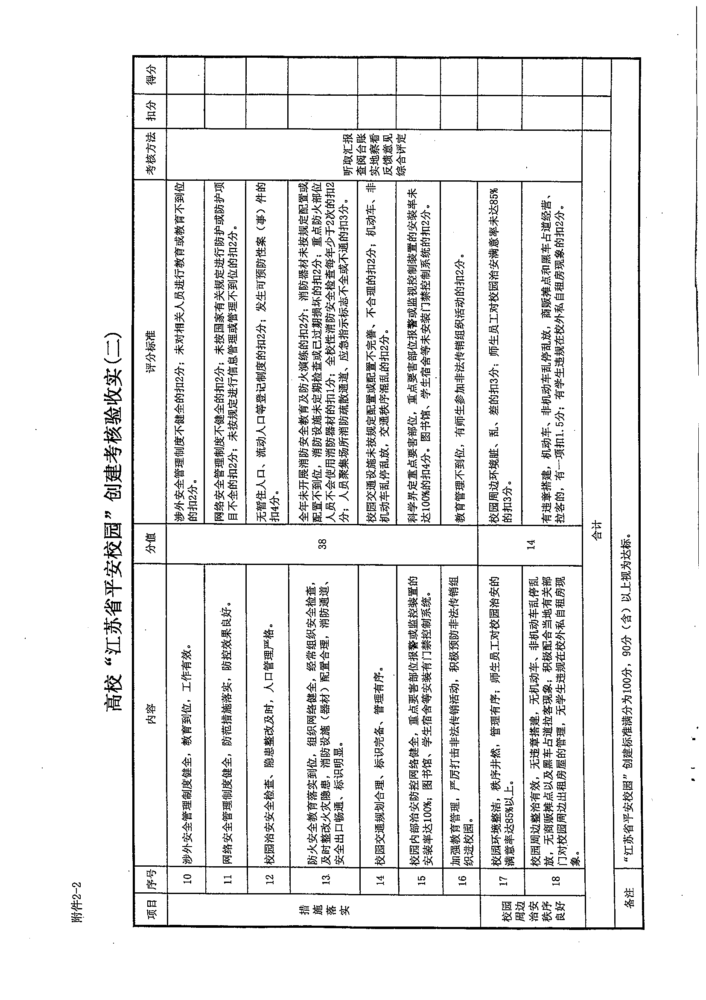 附件2-2
高校“江苏省平安校园”创建考核验收实(二)
项目
序号
内容
分值
评分标准
考核方法
扣分
得分
措
施
落
实
10
涉外安全管理制度健全，教育到位，工作有效。
38
涉外安全管理制度不健全的扣2分；未对相关人员进行教育或教育不到位
的扣2分。
听取汇报
查阅台账
实地察看
反馈意见
综合评定
11
网络安全管理制度健全，防范措施落实，防控效果良好。
网络安全管理制度不健全的扣2分；未按国家有关规定进行防护或防护项
目不全的扣2分；未按规定进行信息管理或管理不到位的扣2分。
12
校园治安安全检查、隐患整改及时，人口管理严格。
无暂住人口、流动人口等登记制度的扣2分；发生可预防性案（事）件的
扣4分。
13
防火安全教育落实到位，组织网络健全，经常组织安全检查，
及时整改火灾隐患，消防设施（器材）配置合理，消防通道、
安全出口畅通、标识明显。
全年未开展消防安全教育及防火演练的扣2分；消防器材未按规定配置或
配置不到位，消防设施未定期检查或已过期损坏的扣2分；重点防火部位
人员不会使用消防器材的扣1分；全校性消防安全检查每年少于2次的扣2
分；人员聚集场所消防疏散通道、应急指示标志不全或不通的扣3分。
14
校园交通规划合理、标识完备、管理有序。
校园交通设施未按规定配置或配置不完善、不合理的扣2分；机动车、非
机动车乱停乱放，交通秩序混乱的扣2分。
15
校园内部治安防控网络健全，重点要害部位报警或监控装置的
安装率达100%；图书馆、学生宿舍等安装有门禁控制系统。
科学界定重点要害部位，重点要害部位报警或监视控制装置的安装率未
达100%的扣4分。图书馆、学生宿舍等未安装门禁控制系统的扣2分。
16
加强教育管理，严厉打击非法传销活动，积极预防非法传销组
织进校园。
教育管理不到位，有师生参加非法传销组织活动的扣2分。
校园
周边
治安
秩序
良好
17
校园环境整洁，秩序井然，管理有序；师生员工对校园治安的
满意率达85%以上。
14
校园周边环境脏、乱、差的扣3分；师生员工对校园治安满意率未达85%
的扣3分。
18
校园周边整治有效，无违章搭建，无机动车、非机动车乱停乱
放，无商贩摊点以及黑车占道拉客现象；积极配合当地有关部
门对校园周边出租房屋的管理，无学生违规在校外私自租房现
象。
有违章搭建，机动车、非机动车乱停乱放，商贩摊点和黑车占道经营、
拉客的，有一项扣1.5分；有学生违规在校外私自租房现象的扣2分。
合计
备注
“江苏省平安校园”创建标准满分为100分，90分（含）以上视为达标。